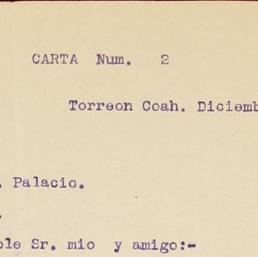 CARTA Num. 2
Torreon Coah. Diciemb
. Palacio.
ble Sr. mio y amigo:-